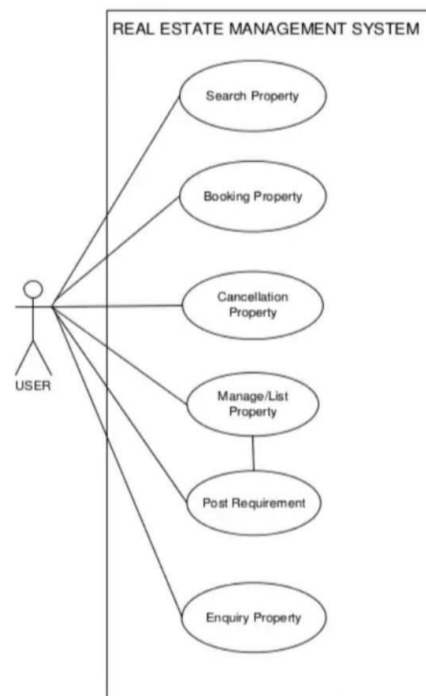 REAL ESTATE MANAGEMENT SYSTEM
Search Property
Booking Property
Cancellation
Property
USER
Manage/List
Property
Post Requirement
Enquiry Property